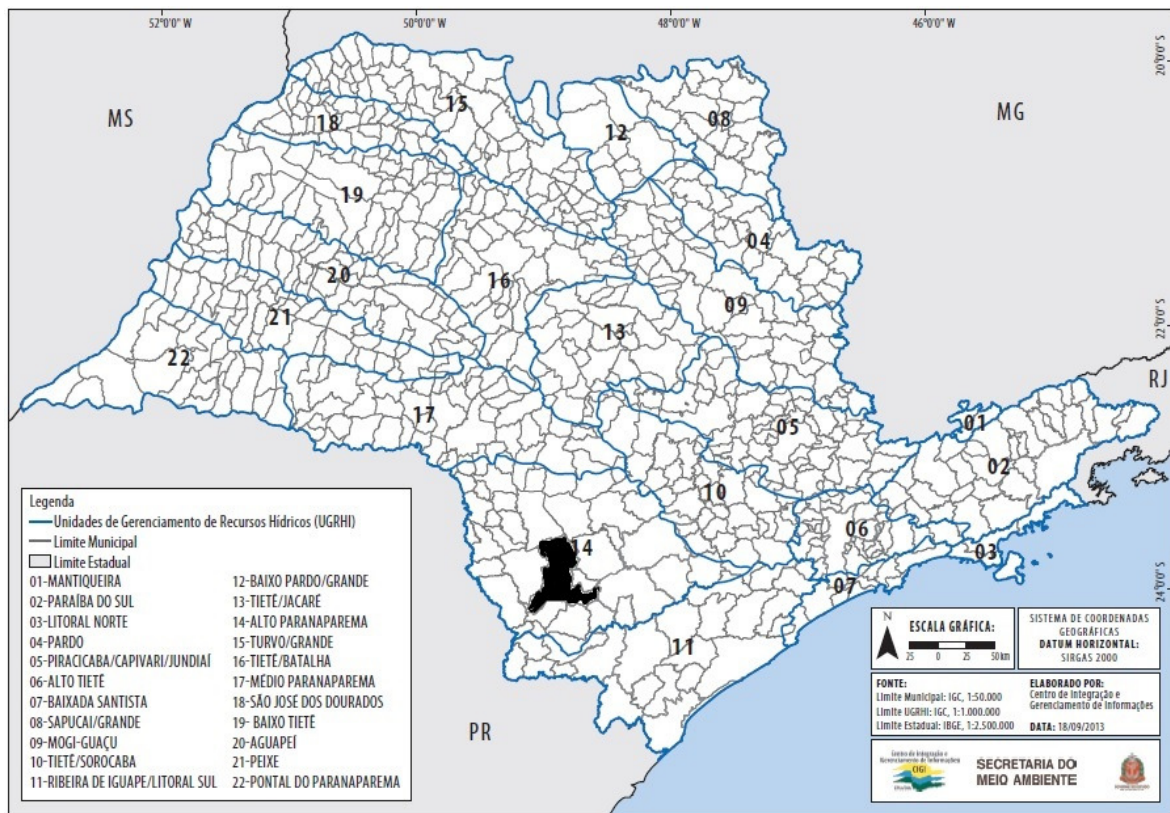 52°0'0" W
50°0'0" W
48°0'0" W
46°0'0" W
20°0'0" S
22°0'0" S
24°0'0" S
MS
MG
RJ
PR
15
18
12
08
19
04
20
16
09
21
13
22
17
05
01
02
10
06
14
03
07
11
Legenda
Unidades de Gerenciamento de Recursos Hídricos (UGRHI)
Limite Municipal
Limite Estadual
01-MANTIQUEIRA
02-PARAÍBA DO SUL
03-LITORAL NORTE
04-PARDO
05-PIRACICABA/CAPIVARI/JUNDIAÍ
06-ALTO TIETÊ
07-BAIXADA SANTISTA
08-SAPUCAI/GRANDE
09-MOGI-GUAÇU
10-TIETÊ/SOROCABA
11-RIBEIRA DE IGUAPE/LITORAL SUL
12-BAIXO PARDO/GRANDE
13-TIETÊ/JACARÉ
14-ALTO PARANAPAREMA
15-TURVO/GRANDE
16-TIETÊ/BATALHA
17-MÉDIO PARANAPAREMA
18-SÃO JOSÉ DOS DOURADOS
19- BAIXO TIETÊ
20-AGUAPEÍ
21-PEIXE
22-PONTAL DO PARANAPAREMA
N
ESCALA GRÁFICA:
25 0 25 50km
SISTEMA DE COORDENADAS
GEOGRÁFICAS
DATUM HORIZONTAL:
SIRGAS 2000
FONTE:
Limite Municipal: IGC, 1:50.000
Limite UGRHI: IGC, 1:1.000.000
Limite Estadual: IBGE, 1:2.500.000
ELABORADO POR:
Centro de Integração e
Gerenciamento de Informações
DATA: 18/09/2013
Centro de Integração e
Gerenciamento de Informações
CIGI
SECRETARIA DO
MEIO AMBIENTE